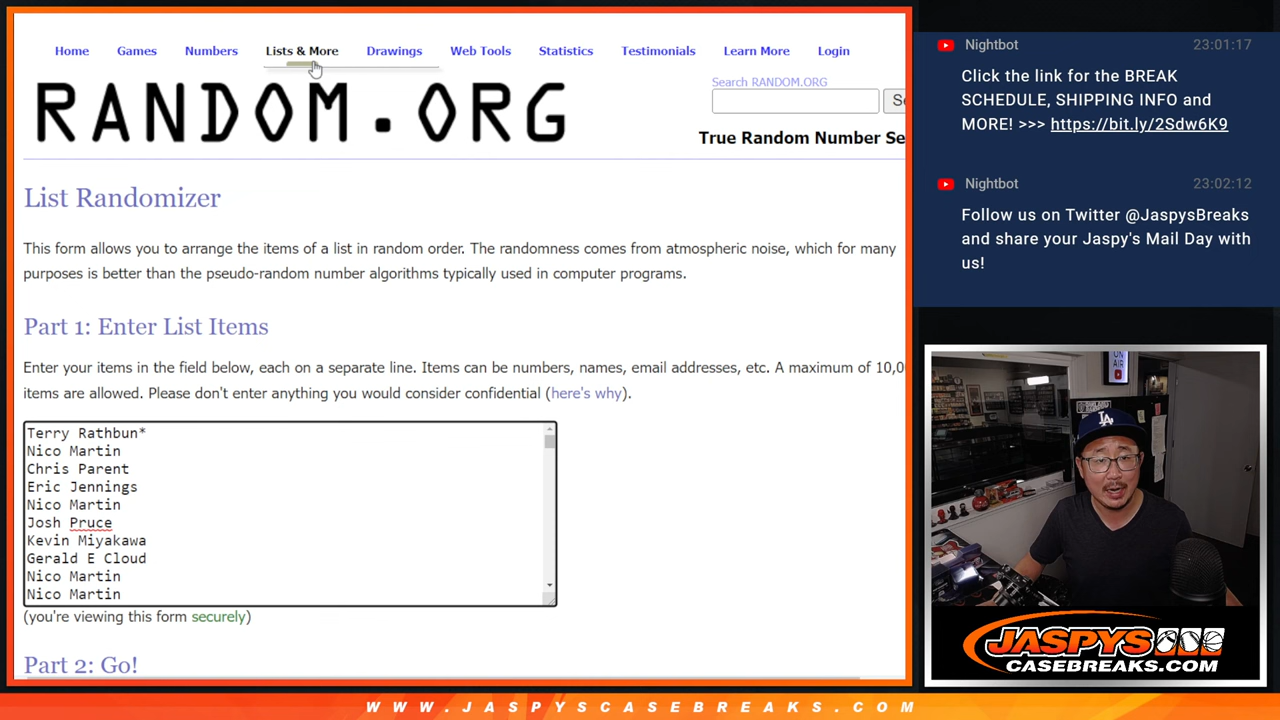 Home Games Numbers Lists & More Drawings Web Tools Statistics Testimonials Learn More Login
RANDOM.ORG
Search RANDOM.ORG
True Random Number Se
List Randomizer
This form allows you to arrange the items of a list in random order. The randomness comes from atmospheric noise, which for many
purposes is better than the pseudo-random number algorithms typically used in computer programs.
Part 1: Enter List Items
Enter your items in the field below, each on a separate line. Items can be numbers, names, email addresses, etc. A maximum of 10,0
items are allowed. Please don't enter anything you would consider confidential (here's why).
Terry Rathbun*
Nico Martin
Chris Parent
Eric Jennings
Nico Martin
Josh Pruce
Kevin Miyakawa
Gerald E Cloud
Nico Martin
Nico Martin
(you're viewing this form securely)
Part 2: Go!
Nightbot 23:01:17
Click the link for the BREAK
SCHEDULE, SHIPPING INFO and
MORE! >>> https://bit.ly/2Sdw6K9
Nightbot 23:02:12
Follow us on Twitter @JaspysBreaks
and share your Jaspy's Mail Day with
us!
ON
AIR
LA
JASPYS
CASEBREAKS.COM
WWW.JASPYSCASEBREAKS.COM